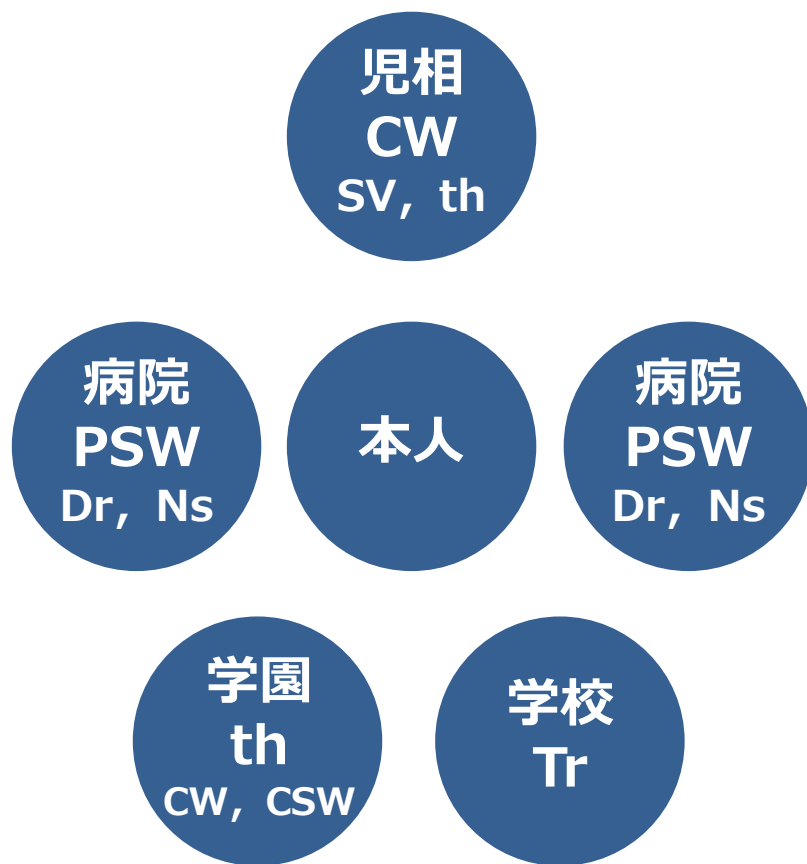 児相
CW
SV，th
病院
PSW
Dr，Ns
本人
病院
PSW
Dr，Ns
学園
th
CW，CSW
学校
Tr